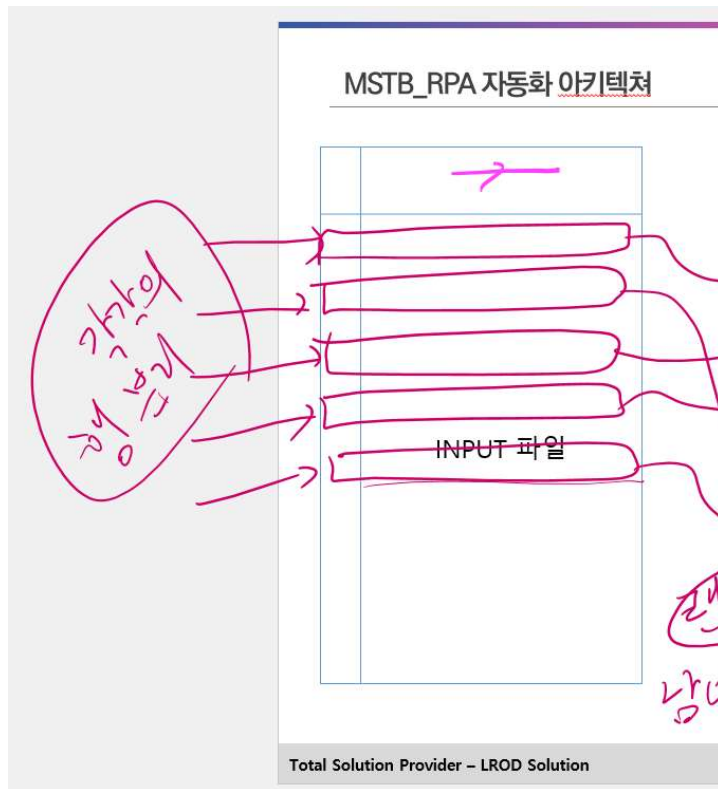 MSTB_RPA 자동화 아키텍쳐
각각의
행 분리
INPUT 파일
Total Solution Provider – LROD Solution